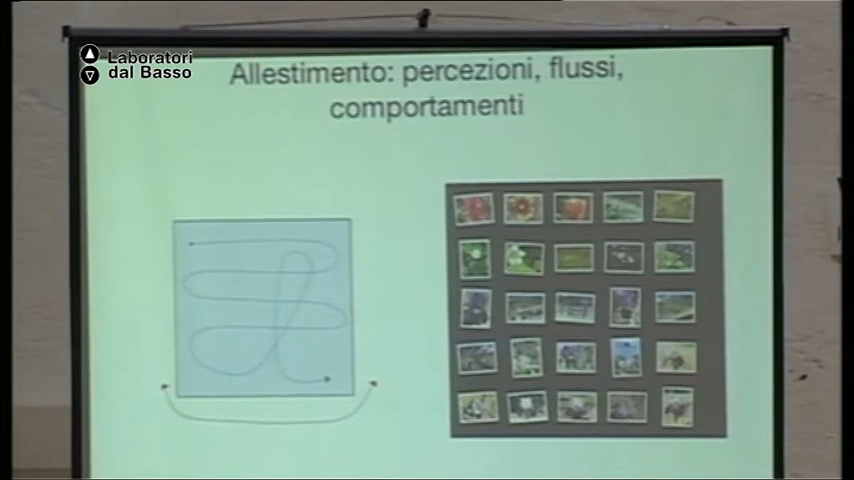 Laboratori
dal Basso
Allestimento: percezioni, flussi,
comportamenti